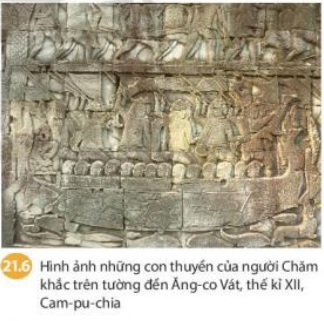 21.6 Hình ảnh những con thuyền của người Chăm
khắc trên tường đền Ăng-co Vát, thế kỉ XII,
Cam-pu-chia